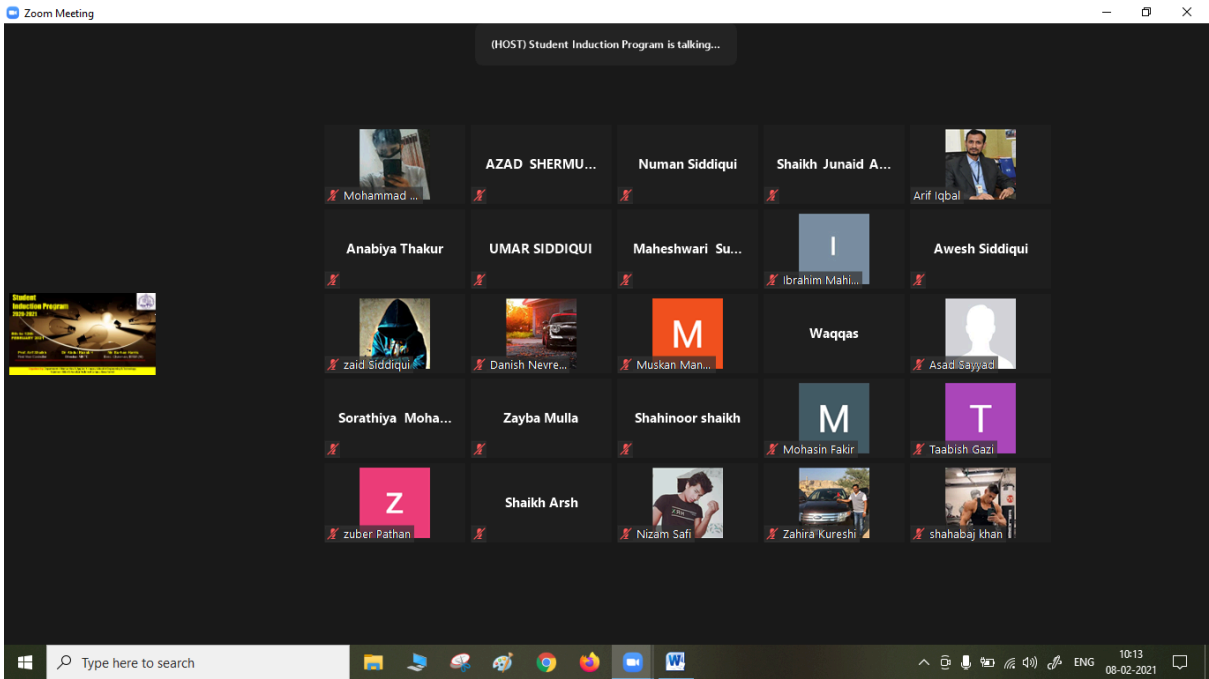 Zoom Meeting
(HOST) Student Induction Program is talking...
Mohammad ...
AZAD SHERMU...
Numan Siddiqui
Shaikh Junaid A...
Arif Iqbal
Anabiya Thakur
UMAR SIDDIQUI
Maheshwari Su...
I
Ibrahim Mahi...
Awesh Siddiqui
Student
Induction Program
2020-2021
FEBRUARY 2021
zaid Siddiqui
Danish Nevre...
M
Muskan Man...
Waqqas
Asad Sayyad
Sorathiya Moha...
Zayba Mulla
Shahinoor shaikh
M
Mohasin Fakir
T
Taabish Gazi
z
zuber Pathan
Shaikh Arsh
Nizam Safi
Zahira Kureshi
shahabaj khan
Type here to search
W
ENG
10:13
08-02-2021